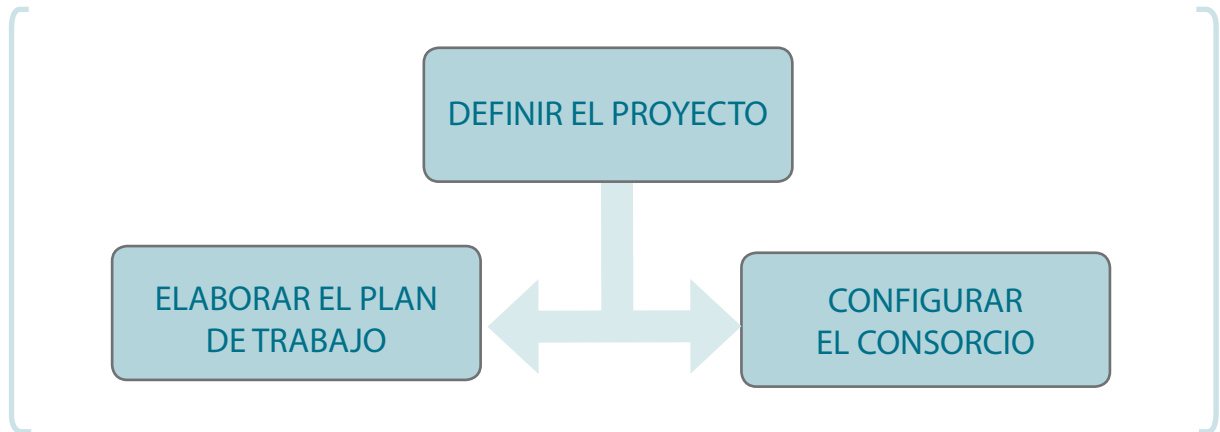 DEFINIR EL PROYECTO
ELABORAR EL PLAN
DE TRABAJO
CONFIGURAR
EL CONSORCIO